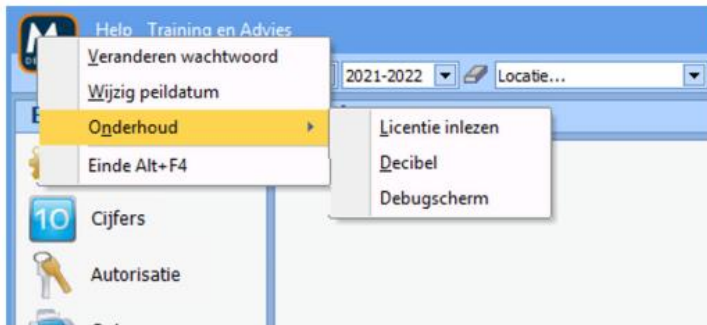 Help Training en Advies
Veranderen wachtwoord
2021-2022 Locatie...
Wijzig peildatum
Onderhoud
Licentie inlezen
Einde Alt+F4
Decibel
Debugscherm
10 Cijfers
Autorisatie